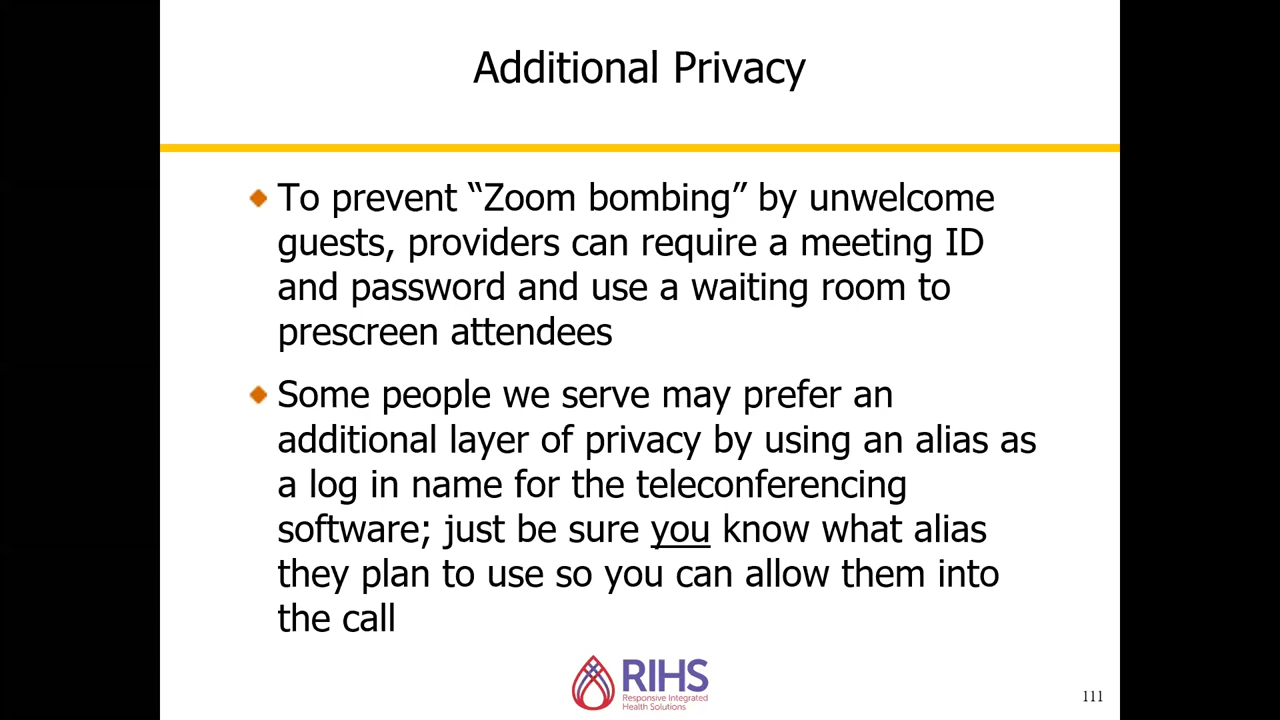 Additional Privacy
To prevent “Zoom bombing” by unwelcome
guests, providers can require a meeting ID
and password and use a waiting room to
prescreen attendees
Some people we serve may prefer an
additional layer of privacy by using an alias as
a log in name for the teleconferencing
software; just be sure you know what alias
they plan to use so you can allow them into
the call
RIHS
Responsive Integrated
Health Solutions
111